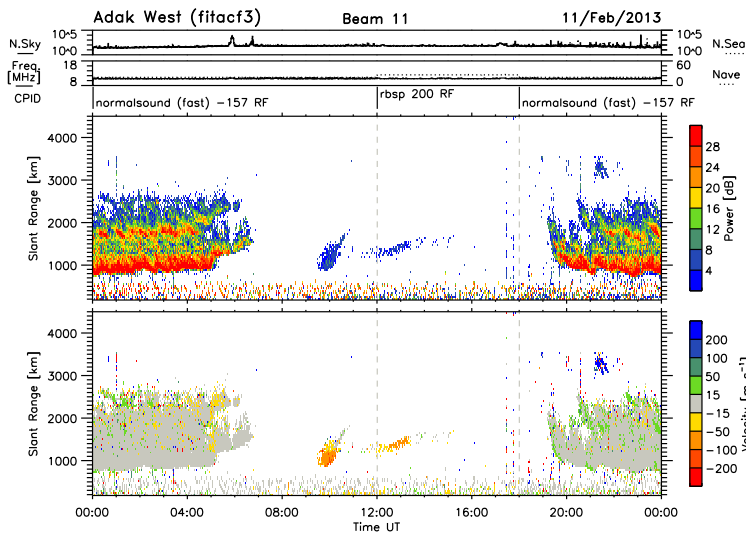 Adak West (fitacf3) Beam 11 11/Feb/2013
N.Sky 10^5 10^0 10^5 10^0 N.Sea
Freq. [MHz] 18 8 60 0 Nave
CPID normalsound (fast) -157 RF rbsp 200 RF normalsound (fast) -157 RF
Slant Range [km] 4000 3000 2000 1000
28 24 20 16 12 8 4 Power [dB]
Slant Range [km] 4000 3000 2000 1000
200 100 50 15 -15 -50 -100 -200 Velocity [m s^-1]
00:00 04:00 08:00 12:00 16:00 20:00 00:00
Time UT